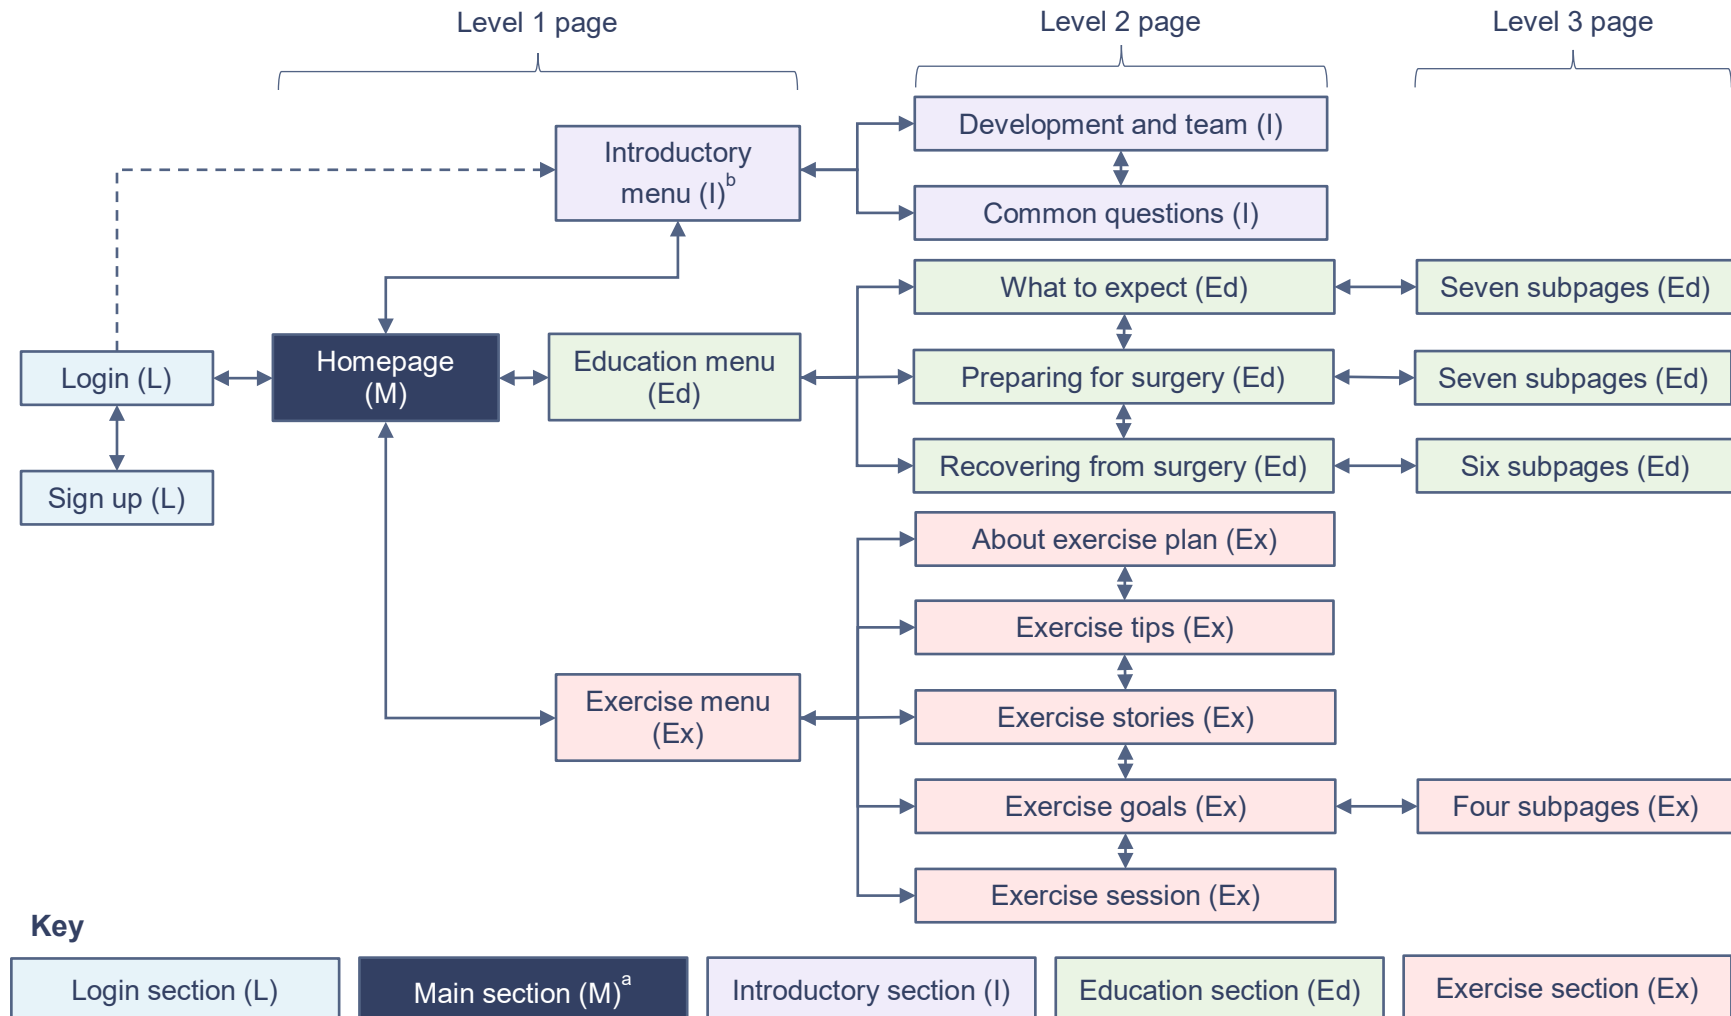 Level 1 page
Level 2 page
Level 3 page
Introductory
menu (I)b
Development and team (I)
Common questions (I)
Login (L)
Sign up (L)
Homepage
(M)
Education menu
(Ed)
What to expect (Ed)
Seven subpages (Ed)
Preparing for surgery (Ed)
Seven subpages (Ed)
Recovering from surgery (Ed)
Six subpages (Ed)
Exercise menu
(Ex)
About exercise plan (Ex)
Exercise tips (Ex)
Exercise stories (Ex)
Exercise goals (Ex)
Four subpages (Ex)
Exercise session (Ex)
Key
Login section (L)
Main section (M)a
Introductory section (I)
Education section (Ed)
Exercise section (Ex)